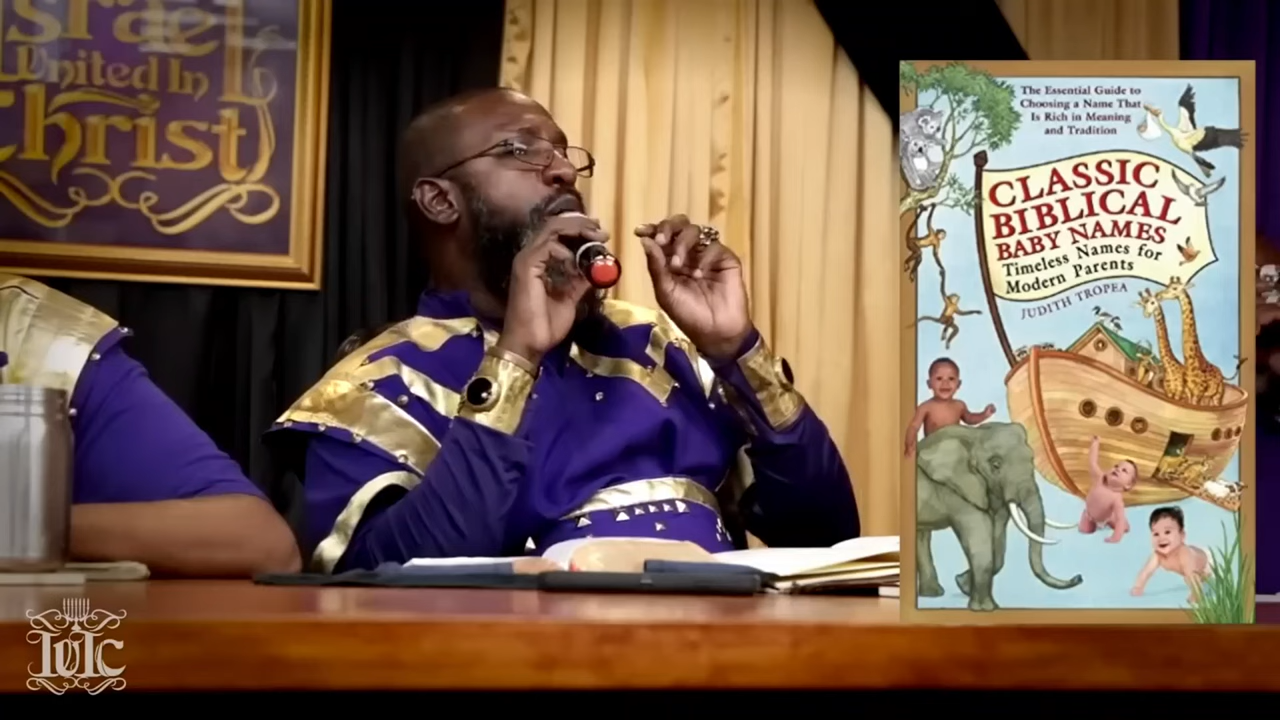 Israel
United In
Christ
The Essential Guide to
Choosing a Name That
Is Rich in Meaning
and Tradition
CLASSIC
BIBLICAL
BABY NAMES
Timeless Names for
Modern Parents
JUDITH TROPEA
IUIC